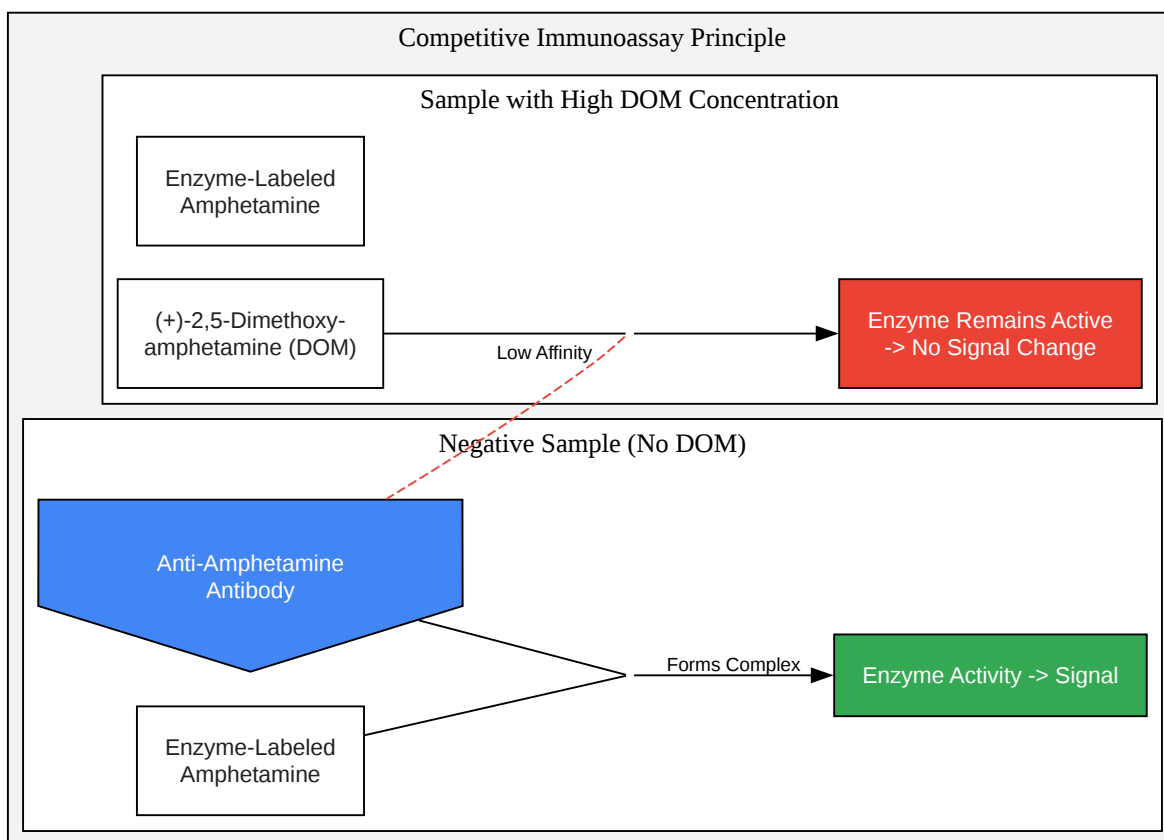 Competitive Immunoassay Principle
Sample with High DOM Concentration
Enzyme-Labeled
Amphetamine
(+)-2,5-Dimethoxy-
amphetamine (DOM)
Low Affinity
Enzyme Remains Active
-> No Signal Change
Negative Sample (No DOM)
Anti-Amphetamine
Antibody
Forms Complex
Enzyme Activity -> Signal
Enzyme-Labeled
Amphetamine